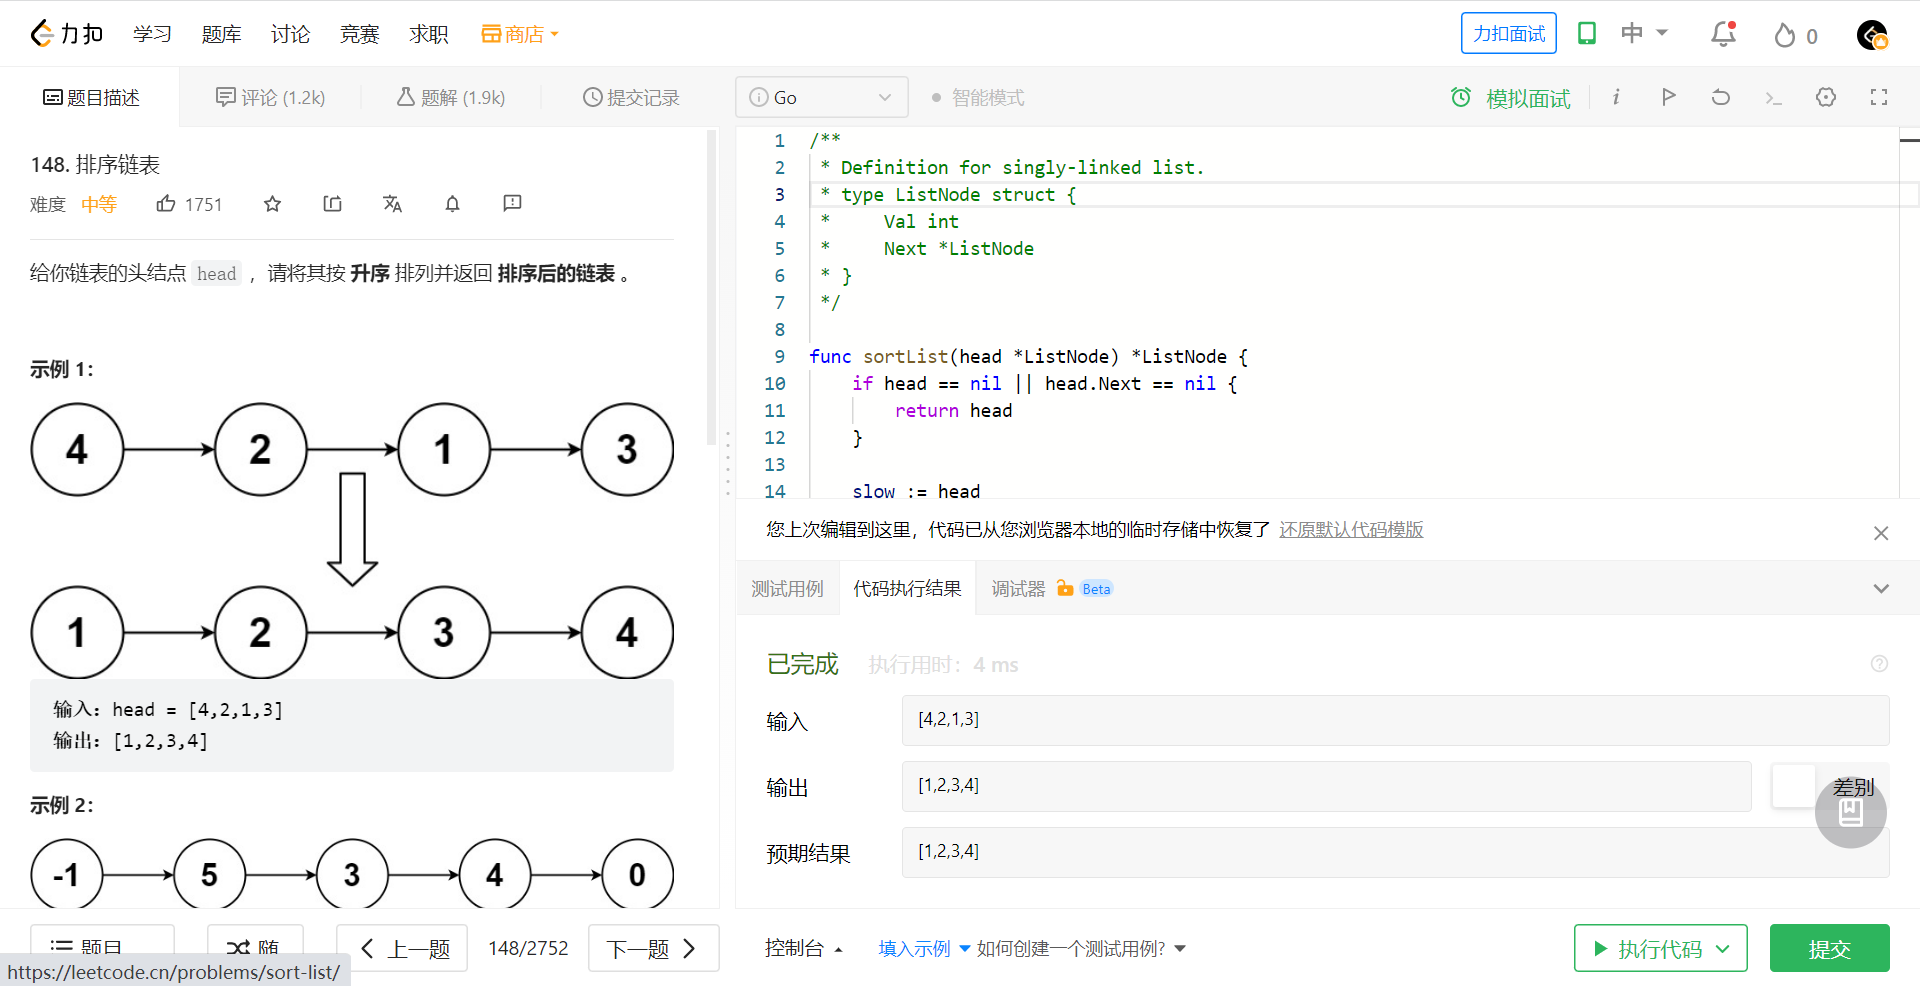 力扣 学习 题库 讨论 竞赛 求职 商店 力扣面试 中 0
题目描述 评论 (1.2k) 题解 (1.9k) 提交记录
148. 排序链表
难度 中等 1751
给你链表的头结点 head ，请将其按 升序 排列并返回 排序后的链表 。
示例 1：
4 2 1 3
1 2 3 4
输入：head = [4,2,1,3]
输出：[1,2,3,4]
示例 2：
-1 5 3 4 0
题目 随 上一题 148/2752 下一题
https://leetcode.cn/problems/sort-list/
i Go 智能模式 模拟面试 i
1 /**
2  * Definition for singly-linked list.
3  * type ListNode struct {
4  *     Val int
5  *     Next *ListNode
6  * }
7  */
8
9 func sortList(head *ListNode) *ListNode {
10     if head == nil || head.Next == nil {
11         return head
12     }
13
14     slow := head
您上次编辑到这里，代码已从您浏览器本地的临时存储中恢复了 还原默认代码模版
测试用例 代码执行结果 调试器 Beta
已完成 执行用时：4 ms
输入 [4,2,1,3]
输出 [1,2,3,4] 差别
预期结果 [1,2,3,4]
控制台 填入示例 如何创建一个测试用例? 执行代码 提交